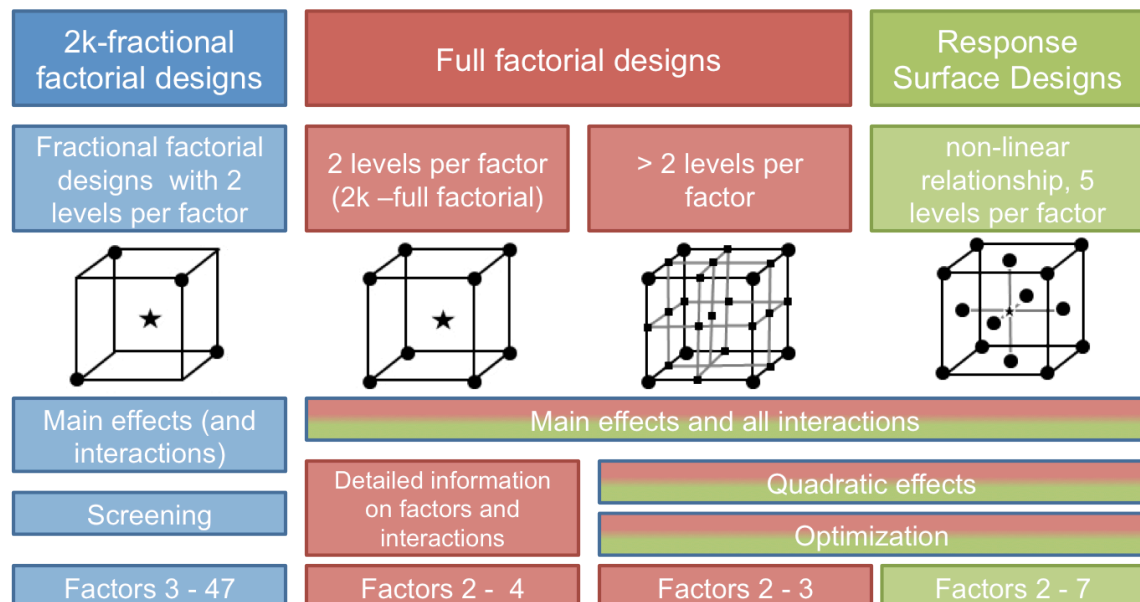 2k-fractional
factorial designs
Full factorial designs
Response
Surface Designs
Fractional factorial
designs with 2
levels per factor
2 levels per factor
(2k –full factorial)
> 2 levels per
factor
non-linear
relationship, 5
levels per factor
Main effects (and
interactions)
Main effects and all interactions
Screening
Detailed information
on factors and
interactions
Quadratic effects
Optimization
Factors 3 - 47
Factors 2 - 4
Factors 2 - 3
Factors 2 - 7